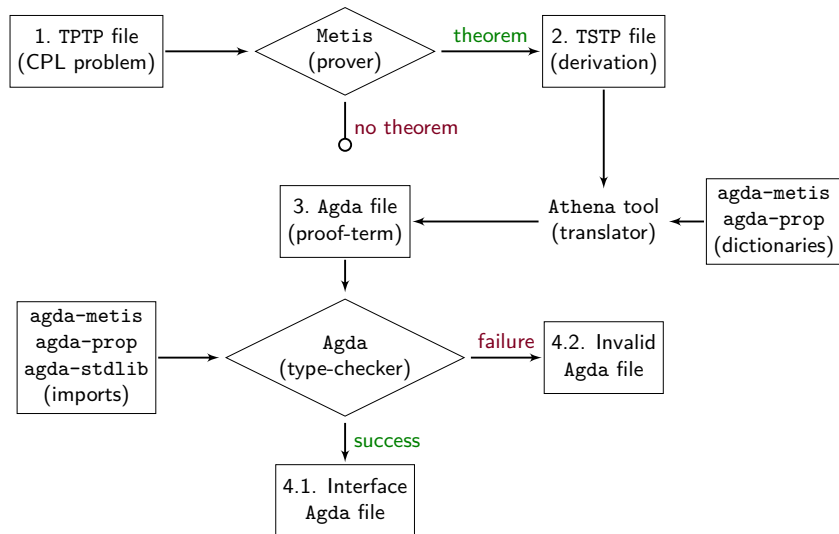 1. TPTP file
(CPL problem)
Metis
(prover)
theorem
2. TSTP file
(derivation)
no theorem
3. Agda file
(proof-term)
Athena tool
(translator)
agda-metis
agda-prop
(dictionaries)
agda-metis
agda-prop
agda-stdlib
(imports)
Agda
(type-checker)
failure
4.2. Invalid
Agda file
success
4.1. Interface
Agda file